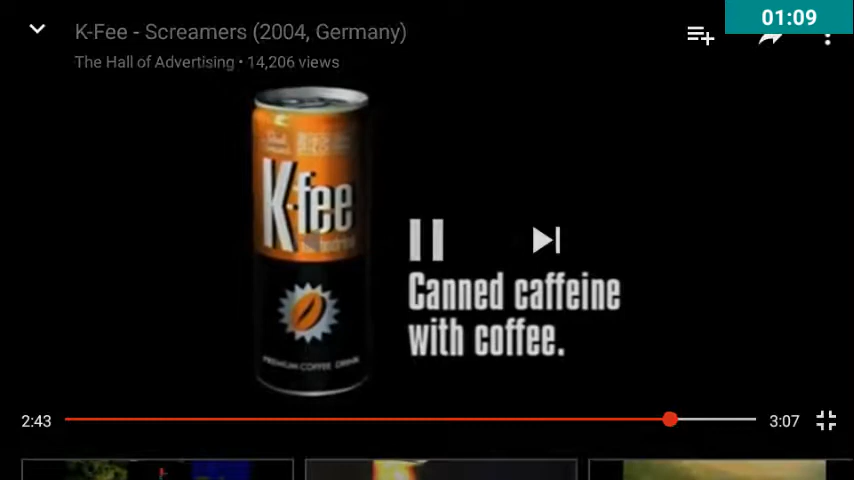 01:09
K-Fee - Screamers (2004, Germany)
The Hall of Advertising • 14,206 views
K-fee
Canned caffeine
with coffee.
PREMIUM COFFEE DRINK
2:43
3:07